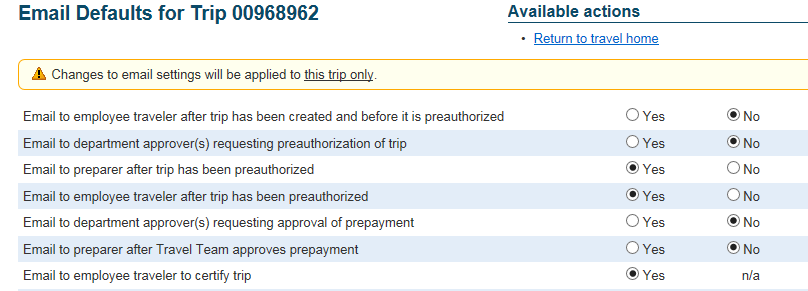 Email Defaults for Trip 00968962
Available actions
• Return to travel home
Changes to email settings will be applied to this trip only.
Email to employee traveler after trip has been created and before it is preauthorized Yes No
Email to department approver(s) requesting preauthorization of trip Yes No
Email to preparer after trip has been preauthorized Yes No
Email to employee traveler after trip has been preauthorized Yes No
Email to department approver(s) requesting approval of prepayment Yes No
Email to preparer after Travel Team approves prepayment Yes No
Email to employee traveler to certify trip Yes n/a